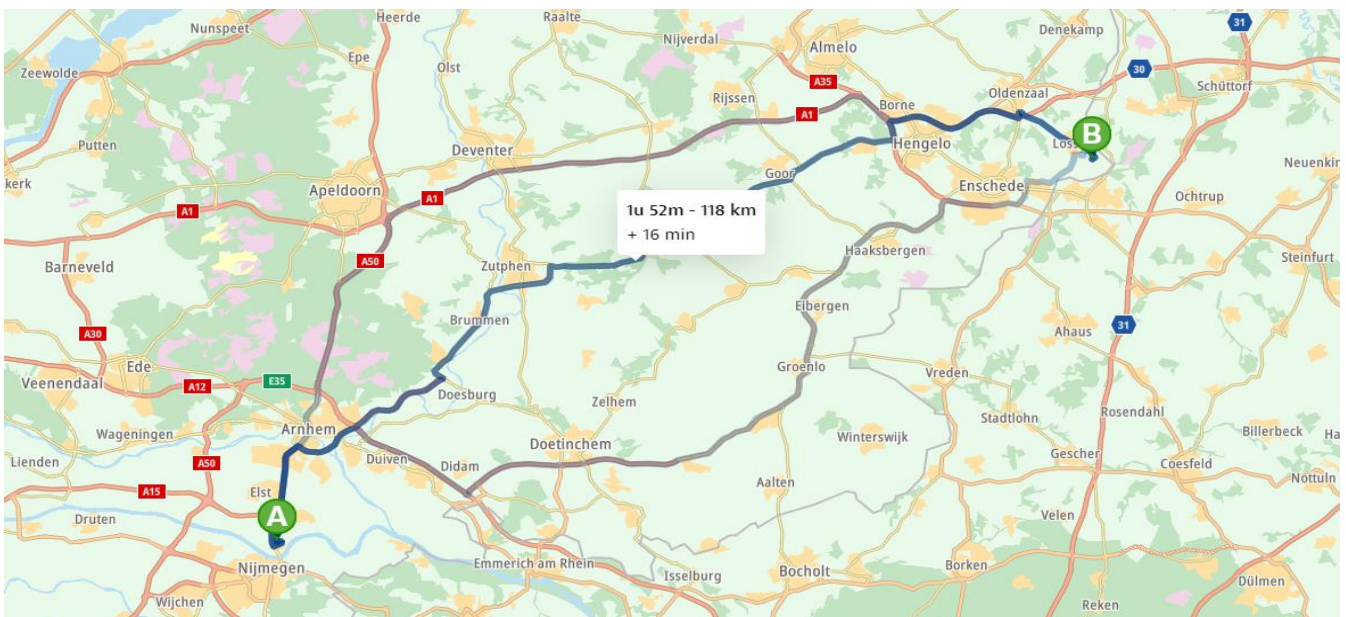 Heerde
Raalte
Nunspeet
Denekamp
31
Nijverdal
Almelo
Epe
Olst
Zeewolde
30
A35
Schüttorf
Rijssen
Oldenzaal
Borne
A1
B
Putten
Deventer
Hengelo
Neuenkir
kerk
Goor
Apeldoorn
Enschede
Ochtrup
A1
A1
1u 52m - 118 km
+ 16 min
Haaksbergen
Steinfurt
Barneveld
A50
Zutphen
Eibergen
Brummen
31
Ahaus
A30
Ede
Groenlo
Vreden
Veenendaal
A12
E35
Doesburg
Zelhem
Rosendahl
Stadtlohn
Wageningen
Arnhem
Billerbeck
Ha
Doetinchem
Winterswijk
Lienden
A50
Duiven
Didam
Gescher
Coesfeld
Nottuln
A15
Elst
Aalten
Druten
A
Velen
Nijmegen
Emmerich am Rhein
Isselburg
Bocholt
Borken
Dülmen
Wijchen
Reken